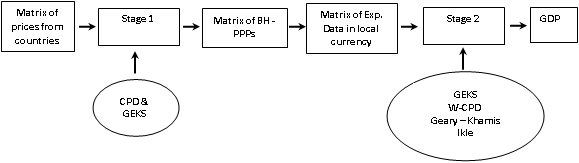 Matrix of
prices from
countries
Stage 1
Matrix of BH -
PPPs
Matrix of Exp.
Data in local
currency
Stage 2
GDP
CPD &
GEKS
GEKS
W-CPD
Geary – Khamis
Ikle